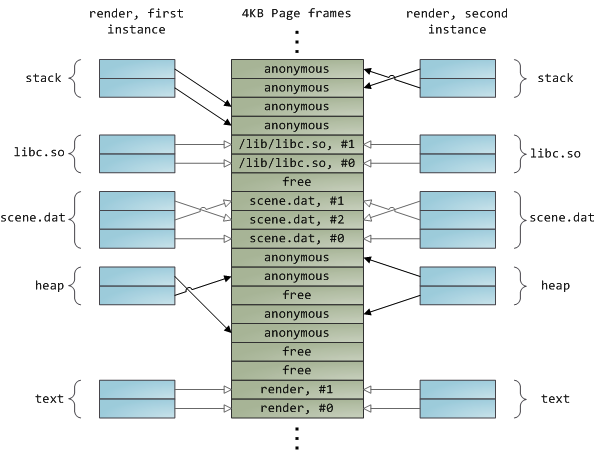 render, first instance
4KB Page frames
render, second instance
stack
anonymous
stack
anonymous
anonymous
anonymous
libc.so
/lib/libc.so, #1
libc.so
/lib/libc.so, #0
free
scene.dat
scene.dat, #1
scene.dat
scene.dat, #2
scene.dat, #0
anonymous
heap
anonymous
heap
free
anonymous
anonymous
free
free
text
render, #1
text
render, #0